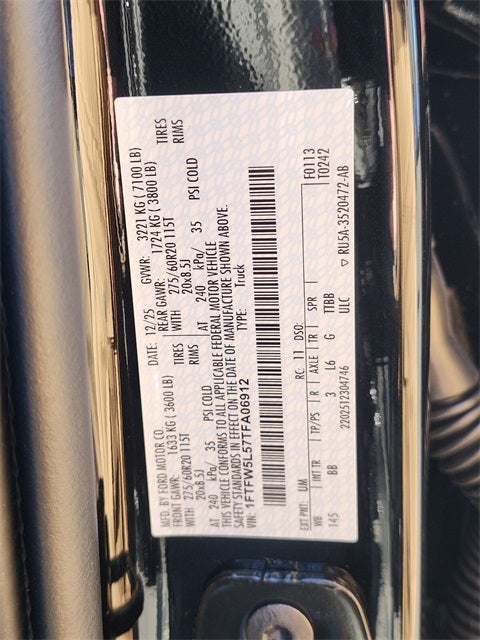 MFD. BY FORD MOTOR CO. DATE: 12/25 GVWR: 3221 KG ( 7100 LB)
FRONT GAWR: 1633 KG ( 3600 LB) REAR GAWR: 1724 KG ( 3800 LB)
WITH 275/60R20 115T TIRES WITH 275/60R20 115T TIRES
20x8.5J RIMS 20x8.5J RIMS
AT 240 kPa/ 35 PSI COLD AT 240 kPa/ 35 PSI COLD
THIS VEHICLE CONFORMS TO ALL APPLICABLE FEDERAL MOTOR VEHICLE
SAFETY STANDARDS IN EFFECT ON THE DATE OF MANUFACTURE SHOWN ABOVE.
VIN: 1FTFW5L57TFA06912 TYPE: Truck
F0113
T0242
EXT PNT: UM RC: 11 DSO:
WB INT TR TP/PS R AXLE TR SPR
145 BB 3 L6 G TTBB
2202512304746 ULC
▽ RU5A-3520472-AB